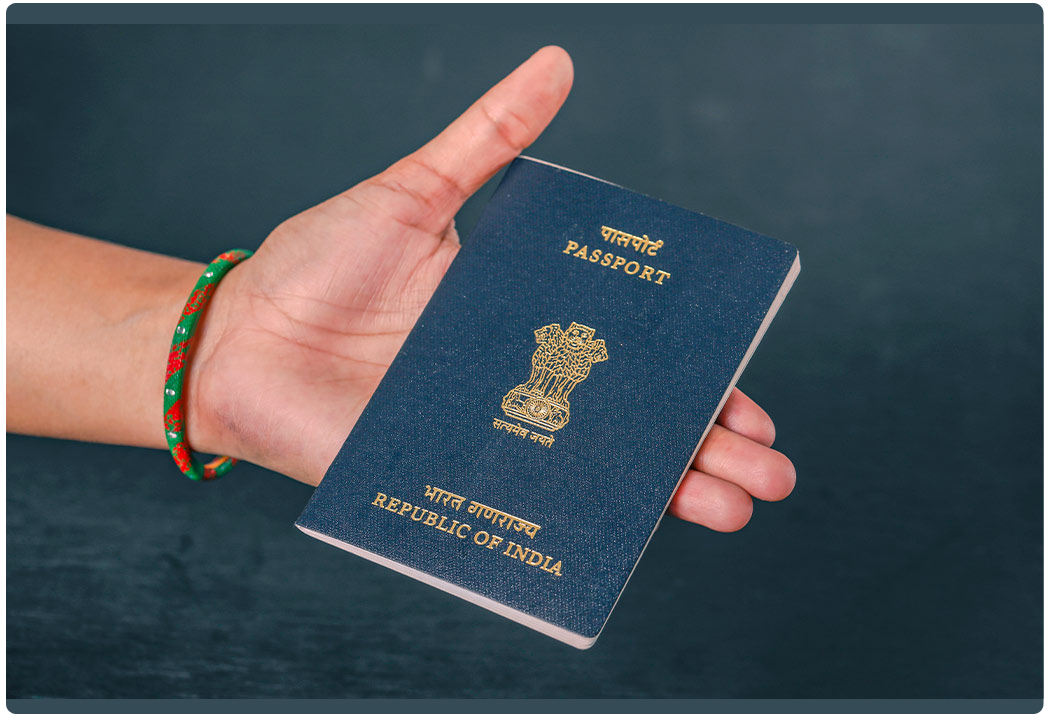 पासपोर्ट
PASSPORT
सत्यमेव जयते
भारत गणराज्य
REPUBLIC OF INDIA